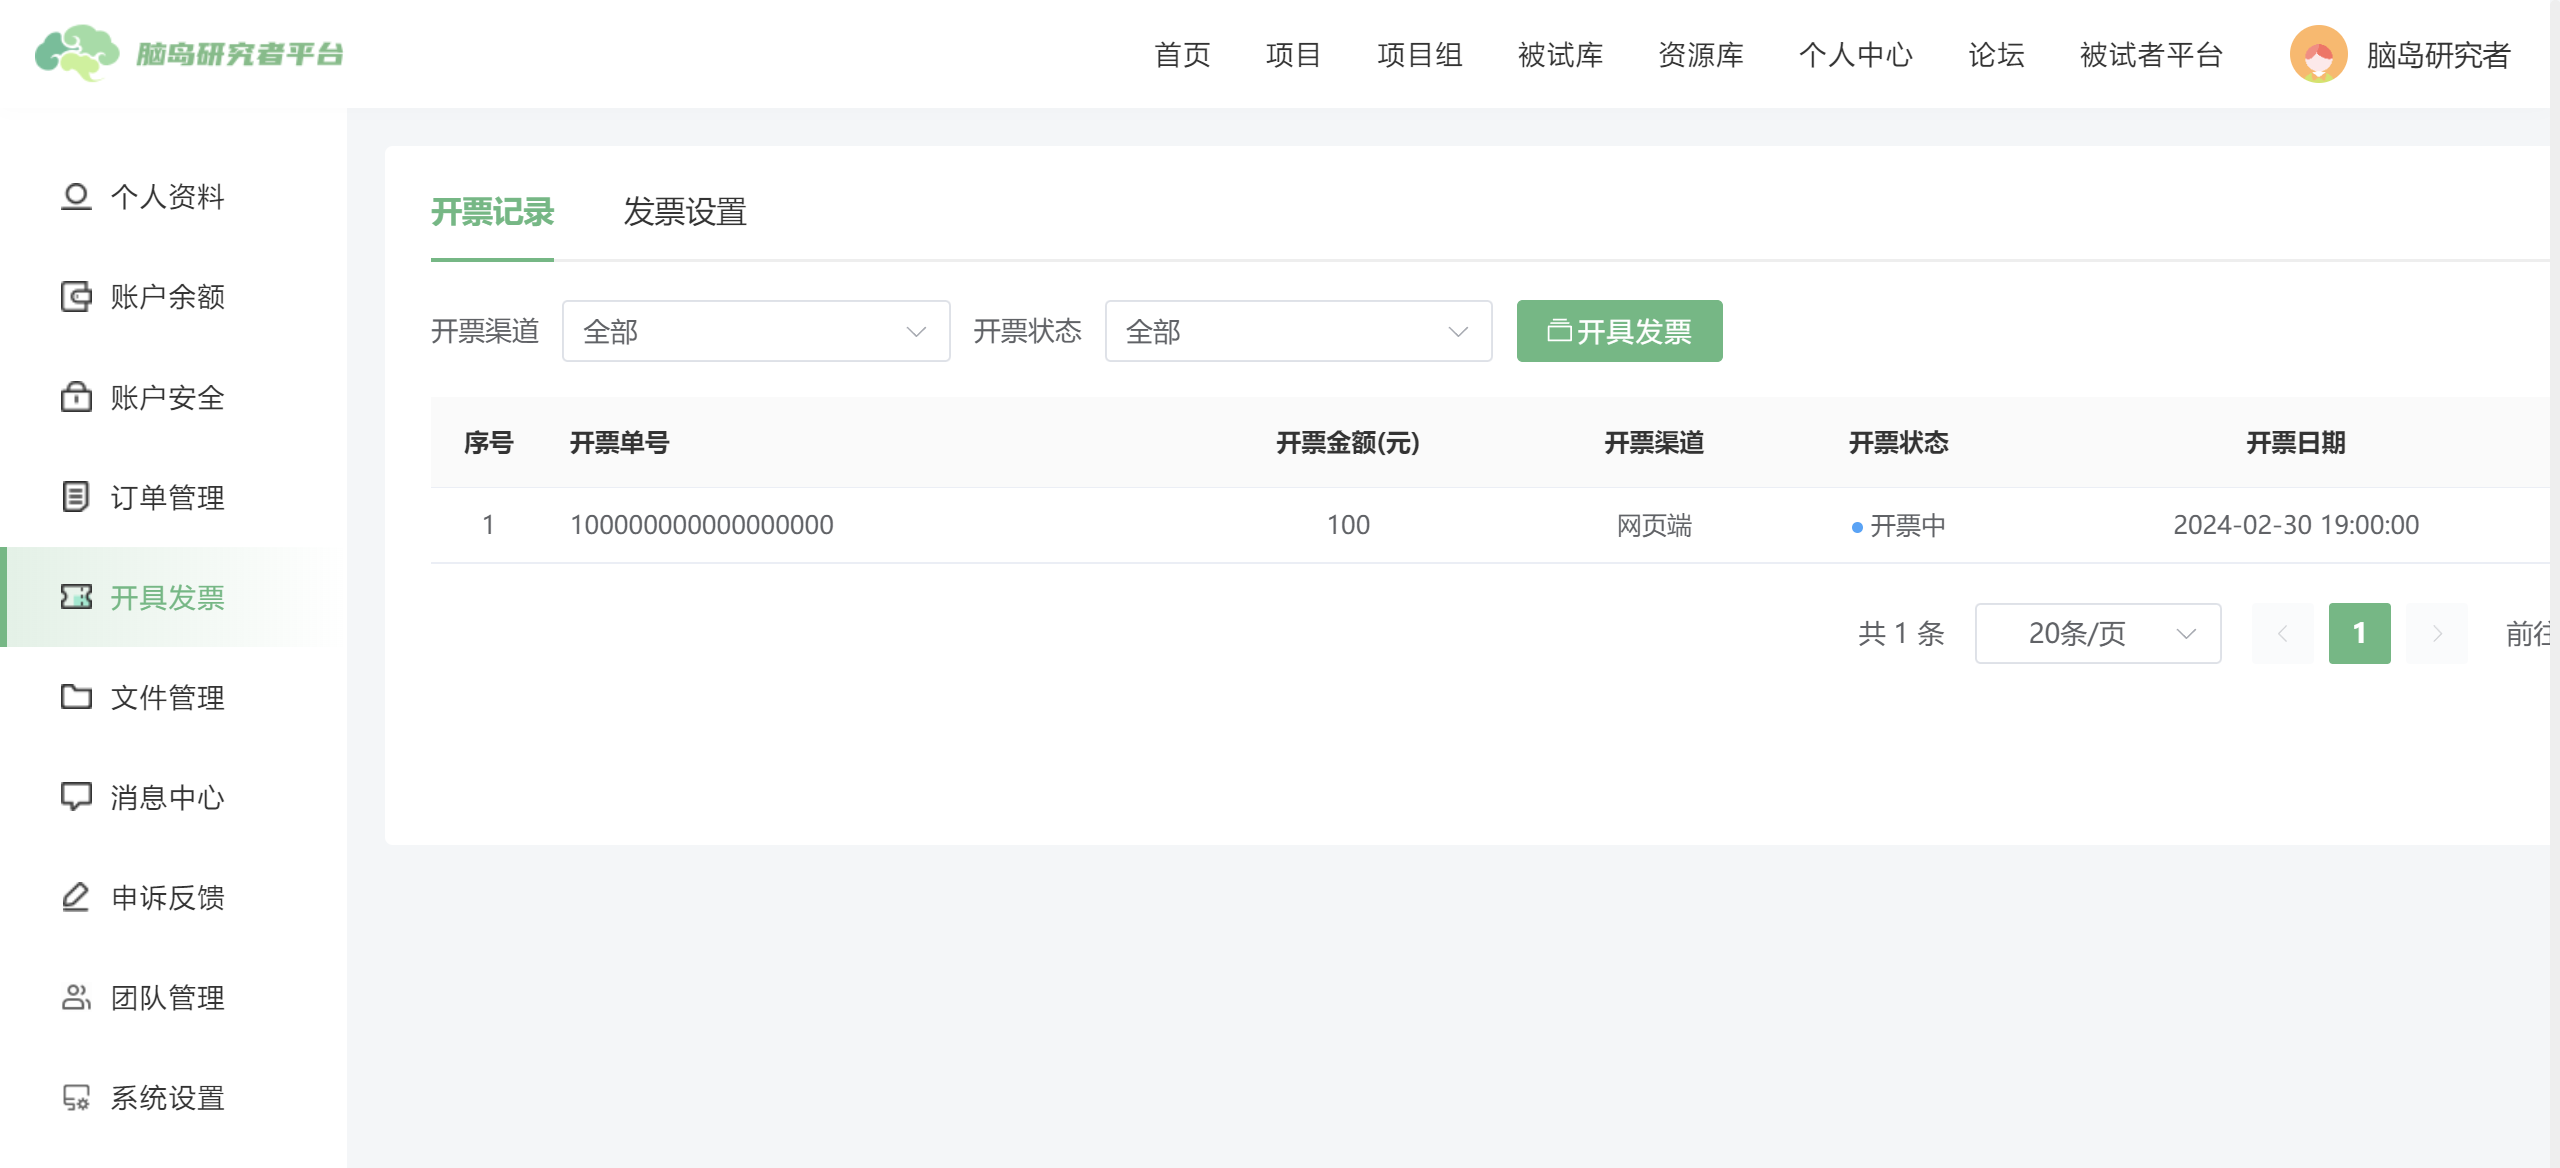 脑岛研究者平台
首页 项目 项目组 被试库 资源库 个人中心 论坛 被试者平台 脑岛研究者
个人资料
账户余额
账户安全
订单管理
开具发票
文件管理
消息中心
申诉反馈
团队管理
系统设置
开票记录 发票设置
开票渠道 全部 开票状态 全部 开具发票
序号 开票单号 开票金额(元) 开票渠道 开票状态 开票日期
1 100000000000000000 100 网页端 开票中 2024-02-30 19:00:00
共 1 条 20条/页 1 前往